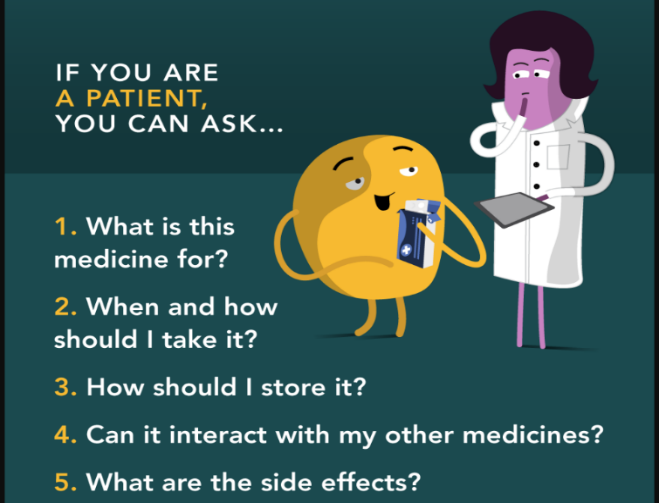 IF YOU ARE
A PATIENT,
YOU CAN ASK...
1. What is this
medicine for?
2. When and how
should I take it?
3. How should I store it?
4. Can it interact with my other medicines?
5. What are the side effects?